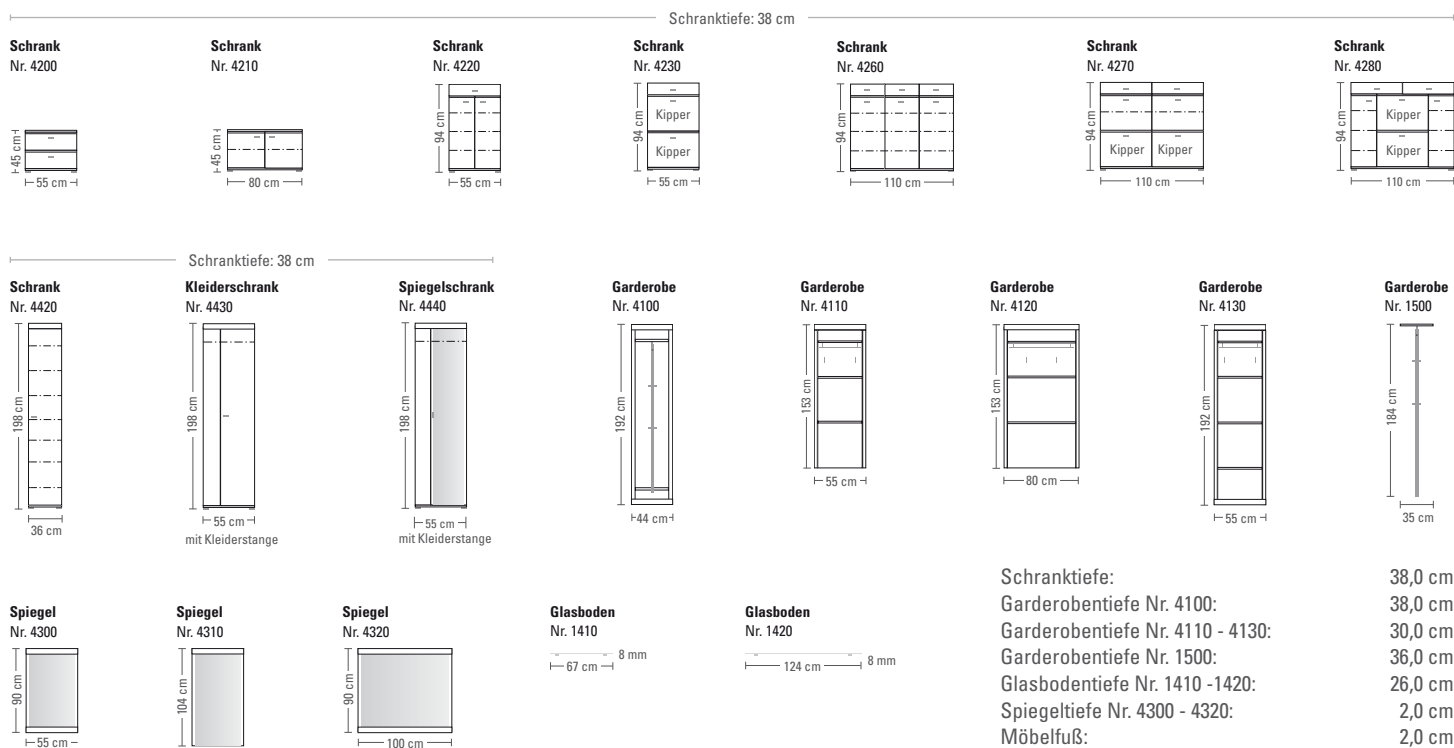 Schranktiefe: 38 cm
Schrank
Nr. 4200
45 cm
55 cm
Schrank
Nr. 4210
45 cm
80 cm
Schrank
Nr. 4220
94 cm
55 cm
Schrank
Nr. 4230
94 cm
Kipper
Kipper
55 cm
Schrank
Nr. 4260
94 cm
110 cm
Schrank
Nr. 4270
94 cm
Kipper Kipper
110 cm
Schrank
Nr. 4280
94 cm
Kipper
Kipper
110 cm
Schranktiefe: 38 cm
Schrank
Nr. 4420
198 cm
36 cm
Kleiderschrank
Nr. 4430
198 cm
55 cm
mit Kleiderstange
Spiegelschrank
Nr. 4440
198 cm
55 cm
mit Kleiderstange
Garderobe
Nr. 4100
192 cm
44 cm
Garderobe
Nr. 4110
153 cm
55 cm
Garderobe
Nr. 4120
153 cm
80 cm
Garderobe
Nr. 4130
192 cm
55 cm
Garderobe
Nr. 1500
184 cm
35 cm
Spiegel
Nr. 4300
90 cm
55 cm
Spiegel
Nr. 4310
104 cm
Spiegel
Nr. 4320
90 cm
100 cm
Glasboden
Nr. 1410
8 mm
67 cm
Glasboden
Nr. 1420
8 mm
124 cm
Schranktiefe: 38,0 cm
Garderobentiefe Nr. 4100: 38,0 cm
Garderobentiefe Nr. 4110 - 4130: 30,0 cm
Garderobentiefe Nr. 1500: 36,0 cm
Glasbodentiefe Nr. 1410 -1420: 26,0 cm
Spiegeltiefe Nr. 4300 - 4320: 2,0 cm
Möbelfuß: 2,0 cm